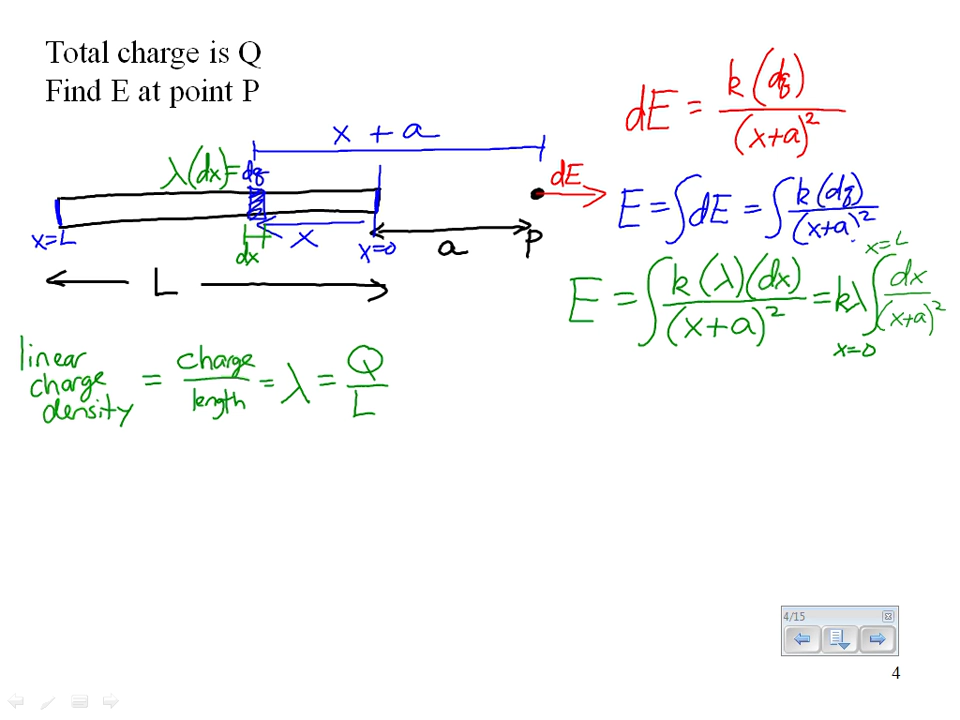 Total charge is Q
Find E at point P
dE = k(dq)/(x+a)²
x + a
λ(dx)=dq
dE
E = ∫dE = ∫ k(dq)/(x+a)²
x=L
dx
x
x=0
a
P
L
E = ∫ k(λ)(dx)/(x+a)² = kλ ∫ dx/(x+a)²
x=L
x=0
linear charge density = charge/length = λ = Q/L
4/15
4